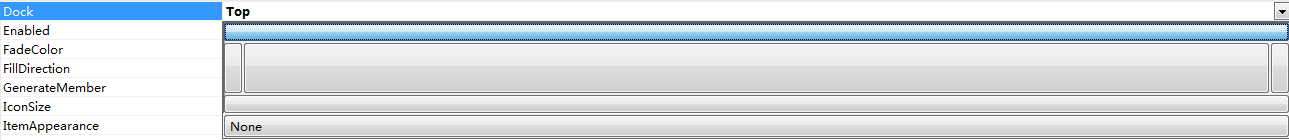 Dock Top
Enabled
FadeColor
FillDirection
GenerateMember
IconSize
ItemAppearance None